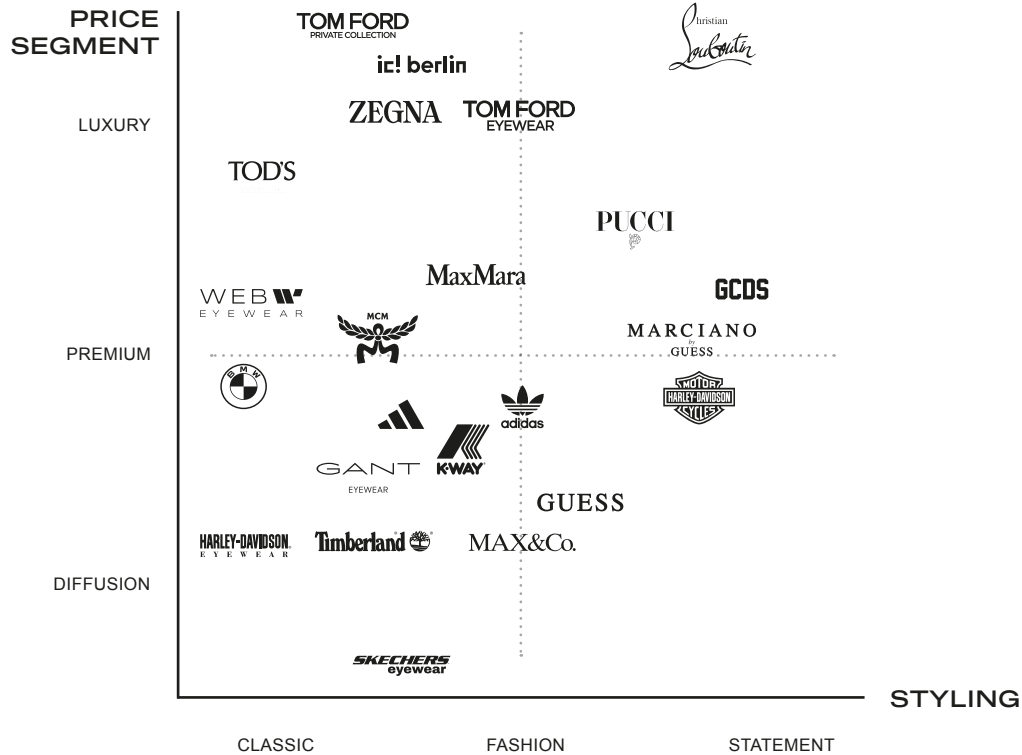 PRICE
SEGMENT
TOM FORD
PRIVATE COLLECTION
Christian
Louboutin
ic! berlin
ZEGNA
TOM FORD
EYEWEAR
LUXURY
TOD'S
PUCCI
MaxMara
GCDS
WEB W
EYEWEAR
MCM
MARCIANO
by
GUESS
PREMIUM
BMW
MOTOR
HARLEY-DAVIDSON
CYCLES
adidas
K-WAY
GANT
EYEWEAR
GUESS
HARLEY-DAVIDSON®
EYEWEAR
Timberland®
MAX&Co.
DIFFUSION
SKECHERS
eyewear
STYLING
CLASSIC
FASHION
STATEMENT